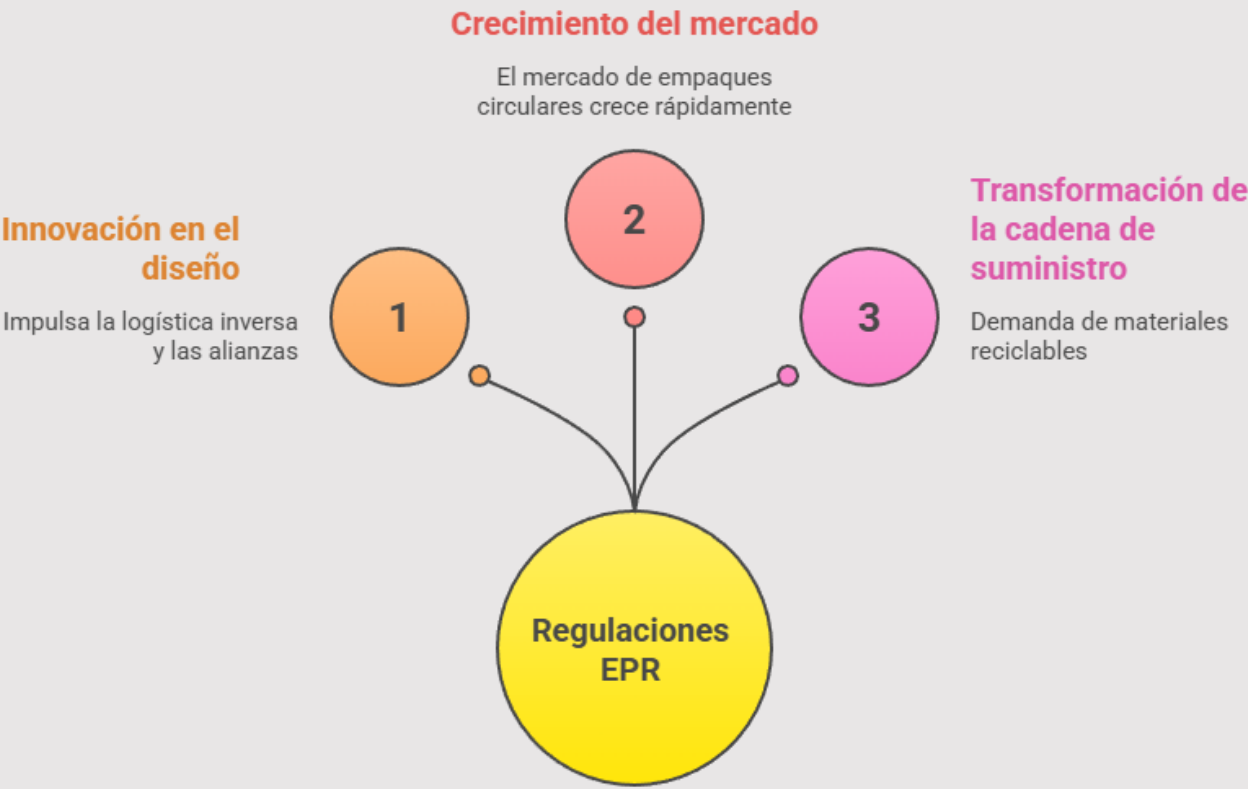 Crecimiento del mercado
El mercado de empaques
circulares crece rápidamente
2
Innovación en el
diseño
Impulsa la logística inversa
y las alianzas
1
Transformación de
la cadena de
suministro
Demanda de materiales
reciclables
3
Regulaciones
EPR